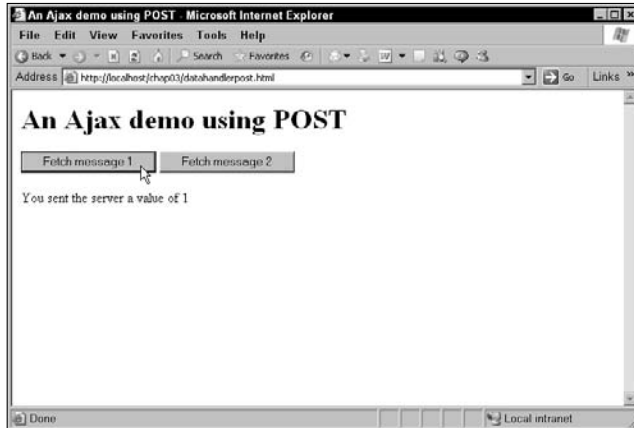 An Ajax demo using POST - Microsoft Internet Explorer
File Edit View Favorites Tools Help
Back Search Favorites
Address http://localhost/chap03/datahandlerpost.html Go Links »
An Ajax demo using POST
Fetch message 1 Fetch message 2
You sent the server a value of 1
Done Local intranet